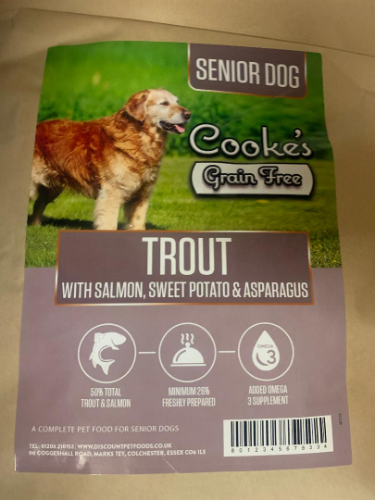 SENIOR DOG
Cooke's
Grain Free
TROUT
WITH SALMON, SWEET POTATO & ASPARAGUS
OMEGA
3
50% TOTAL
TROUT & SALMON
MINIMUM 26%
FRESHLY PREPARED
ADDED OMEGA
3 SUPPLEMENT
A COMPLETE PET FOOD FOR SENIOR DOGS
WWW.DISCOUNTPETFOODS.CO.UK
COGGESHALL ROAD, MARKS TEY, COLCHESTER, ESSEX CO6 1LS